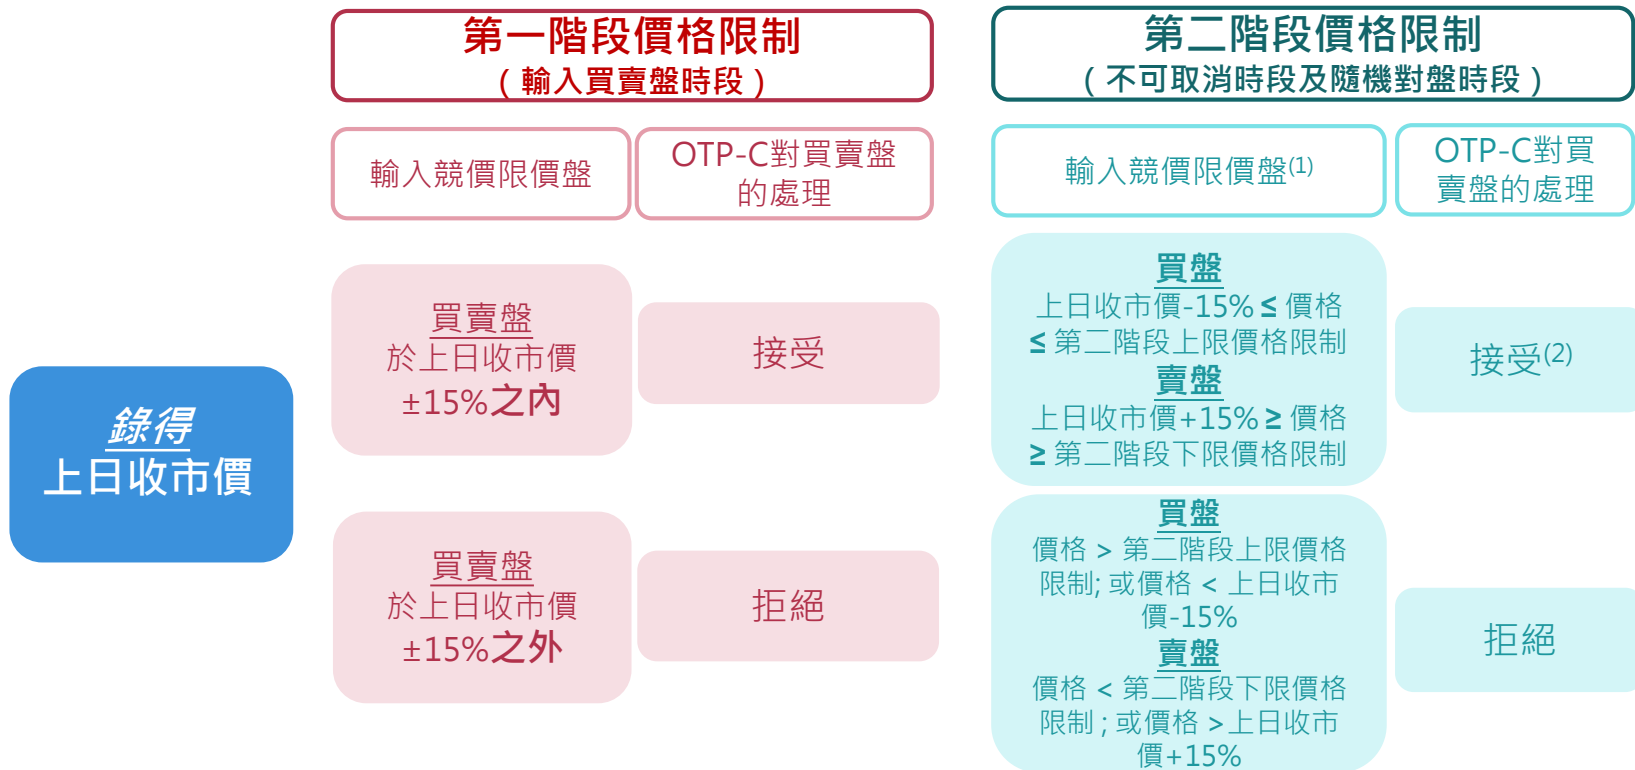 第一階段價格限制
（輸入買賣盤時段）
第二階段價格限制
（不可取消時段及隨機對盤時段）
輸入競價限價盤
OTP-C對買賣盤
的處理
輸入競價限價盤(1)
OTP-C對買
賣盤的處理
錄得
上日收市價
買賣盤
於上日收市價
±15%之內
接受
買盤
上日收市價-15% ≤ 價格
≤ 第二階段上限價格限制
賣盤
上日收市價+15% ≥ 價格
≥ 第二階段下限價格限制
接受(2)
買賣盤
於上日收市價
±15%之外
拒絕
買盤
價格 > 第二階段上限價格
限制; 或價格 < 上日收市
價-15%
賣盤
價格 < 第二階段下限價格
限制 ; 或價格 >上日收市
價+15%
拒絕